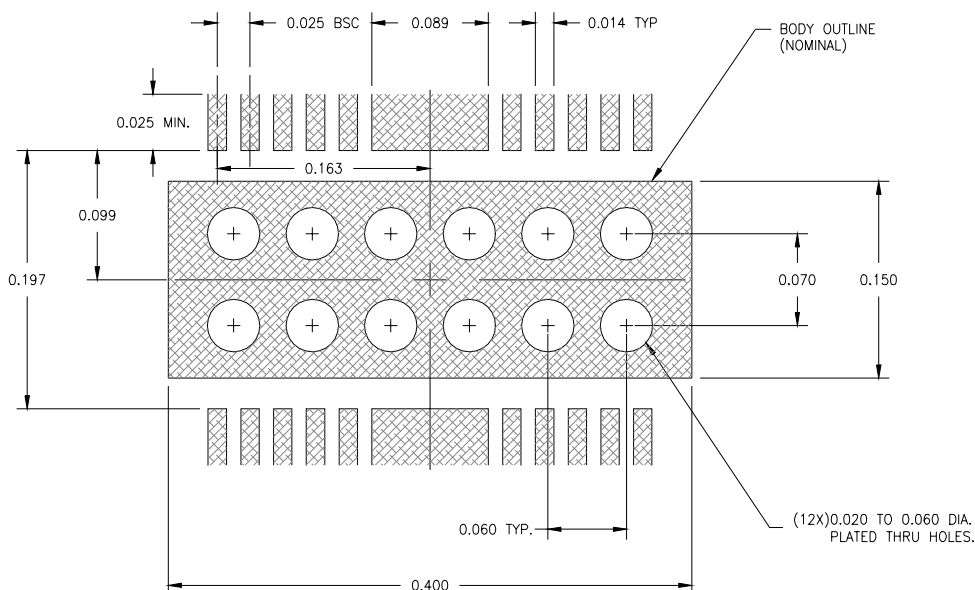 0.025 BSC
0.089
0.014 TYP
BODY OUTLINE
(NOMINAL)
0.025 MIN.
0.163
0.099
0.197
0.070
0.150
0.060 TYP.
(12X)0.020 TO 0.060 DIA.
PLATED THRU HOLES.
0.400